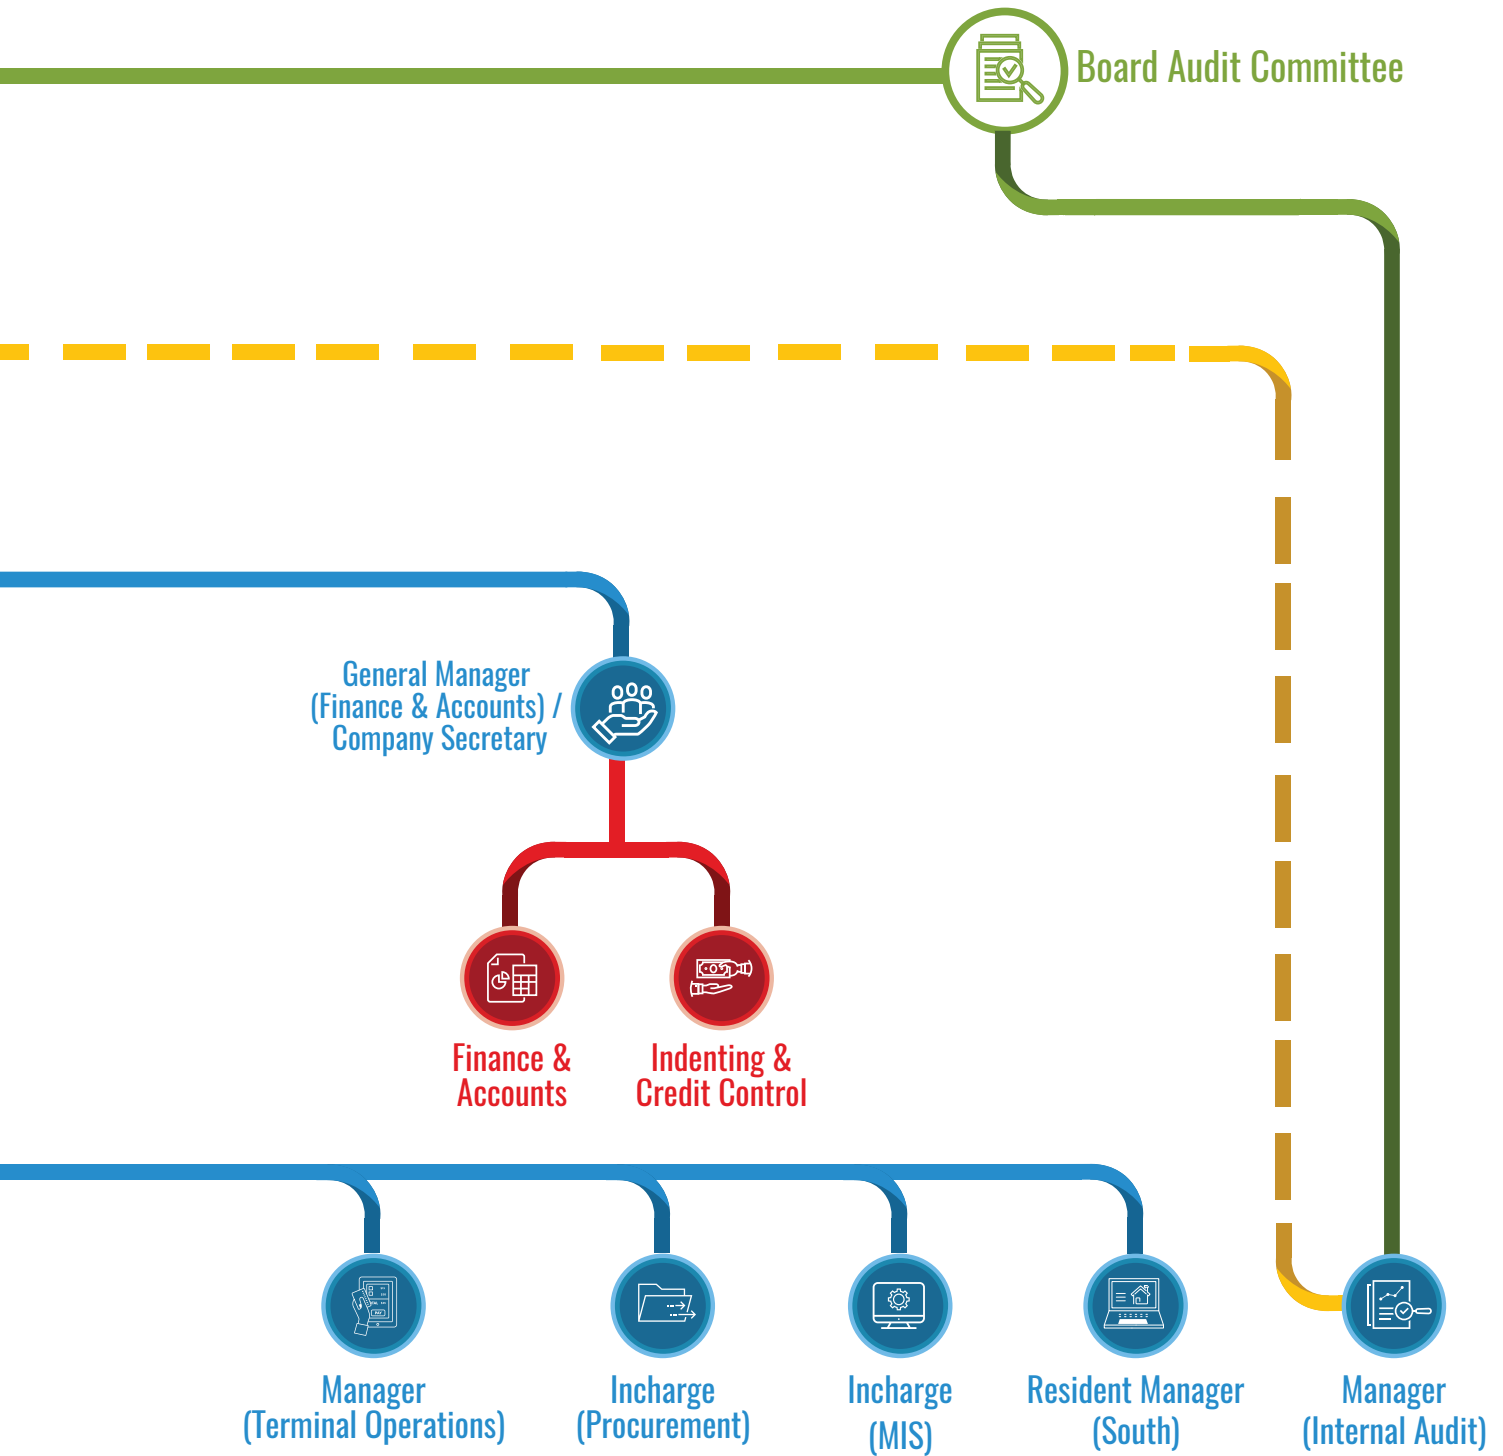 Board Audit Committee
General Manager
(Finance & Accounts) /
Company Secretary
Finance &
Accounts
Indenting &
Credit Control
Manager
(Terminal Operations)
Incharge
(Procurement)
Incharge
(MIS)
Resident Manager
(South)
Manager
(Internal Audit)